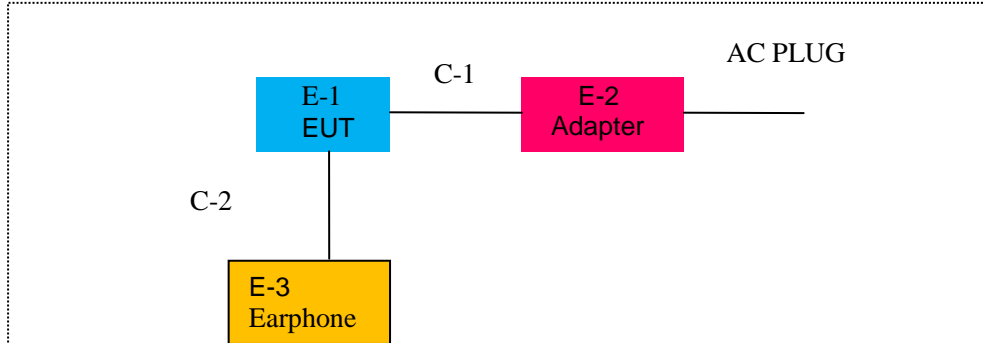 AC PLUG
C-1
E-1
EUT
E-2
Adapter
C-2
E-3
Earphone